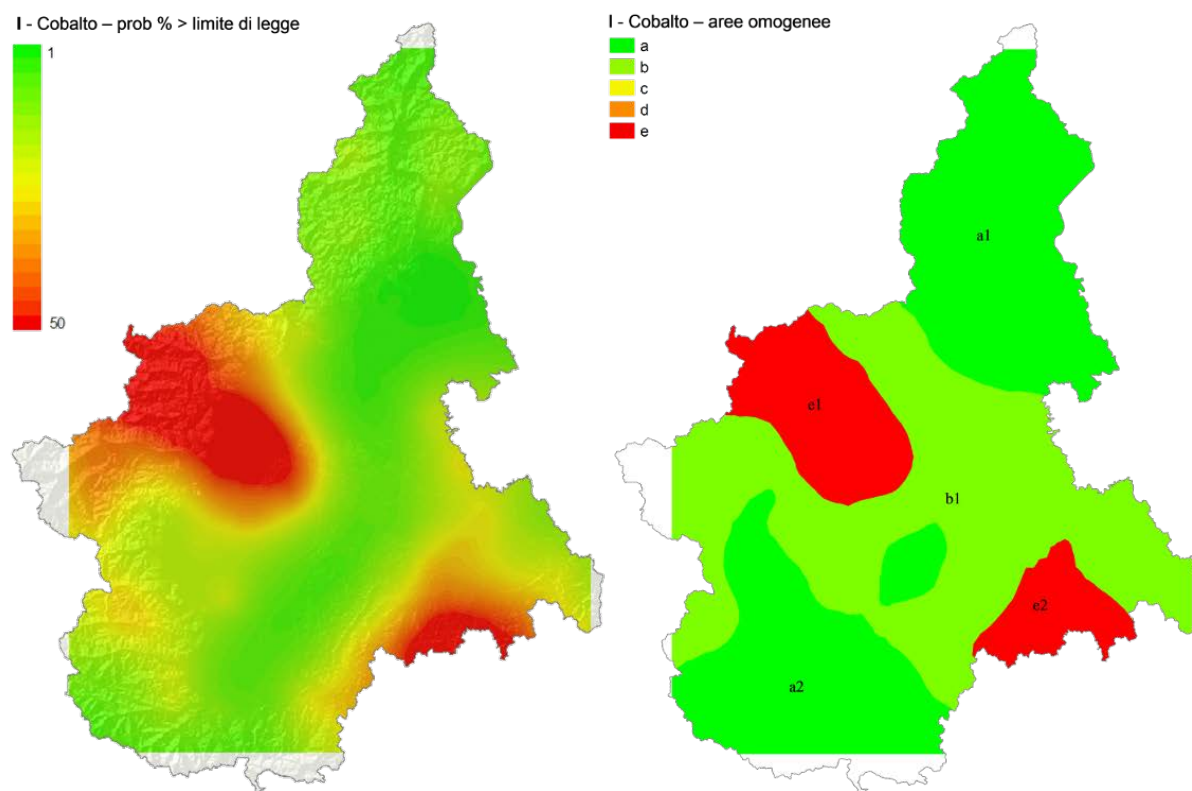 I - Cobalto – prob % > limite di legge
1
50
I - Cobalto – aree omogenee
a
b
c
d
e
a1
e1
b1
e2
a2